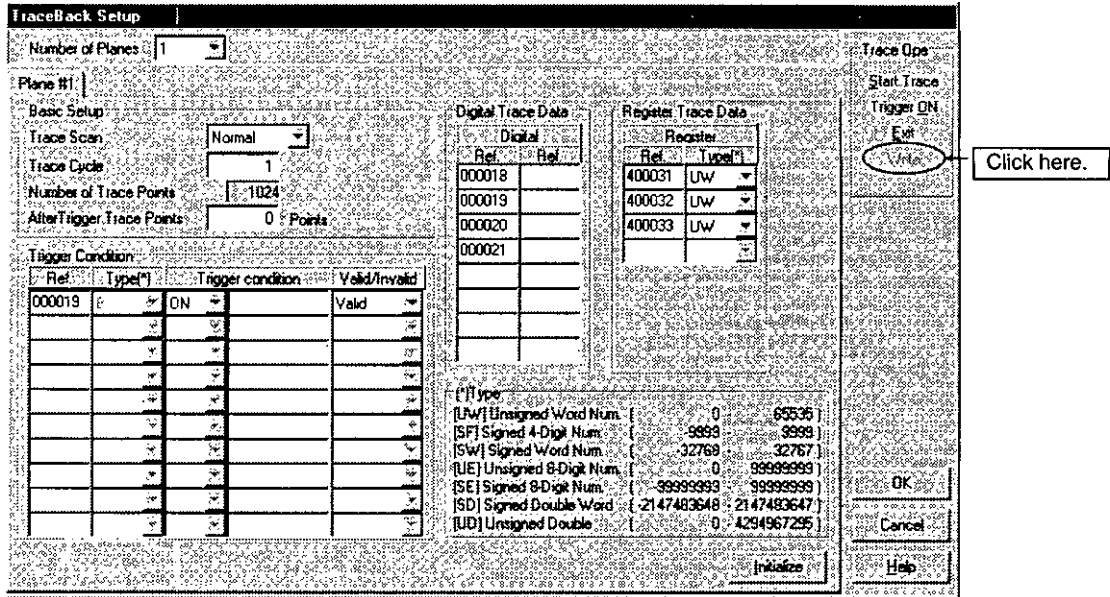 TraceBack Setup
Number of Planes 1
Plane #1
Basic Setup
Trace Scan Normal
Trace Cycle 1
Number of Trace Points 1024
AfterTrigger Trace Points 0 Points
Digital Trace Data
Digital
Ref. Ref.
000018
000019
000020
000021
Register Trace Data
Register
Ref. Type(*)
400031 UW
400032 UW
400033 UW
Trigger Condition
Ref. Type(*) Trigger condition Valid/Invalid
000019 ON Valid
(*)Type
[UW] Unsigned Word Num. [ 0 - 65535 ]
[SF] Signed 4-Digit Num. [ -9999 - 9999 ]
[SW] Signed Word Num. [ -32768 - 32767 ]
[UE] Unsigned 8-Digit Num. [ 0 - 99999999 ]
[SE] Signed 8-Digit Num. [ -99999999 - 99999999 ]
[SD] Signed Double Word [ -2147483648 - 2147483647 ]
[UD] Unsigned Double [ 0 - 4294967295 ]
Initialize
Trace Ope
Start Trace
Trigger ON
Exit
Write
Click here.
OK
Cancel
Help